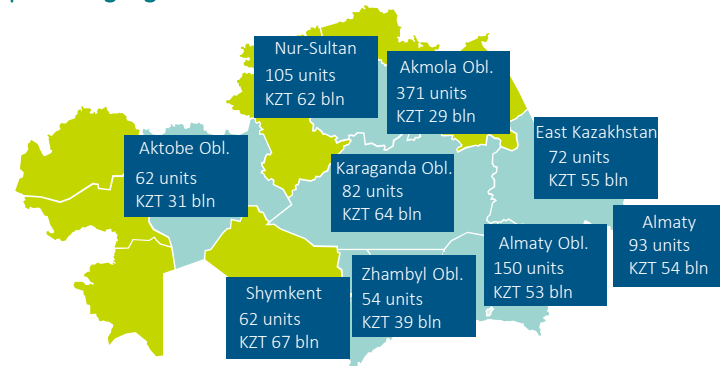 Nur-Sultan
105 units
KZT 62 bln
Akmola Obl.
371 units
KZT 29 bln
East Kazakhstan
72 units
KZT 55 bln
Aktobe Obl.
62 units
KZT 31 bln
Karaganda Obl.
82 units
KZT 64 bln
Almaty
93 units
KZT 54 bln
Almaty Obl.
150 units
KZT 53 bln
Zhambyl Obl.
54 units
KZT 39 bln
Shymkent
62 units
KZT 67 bln